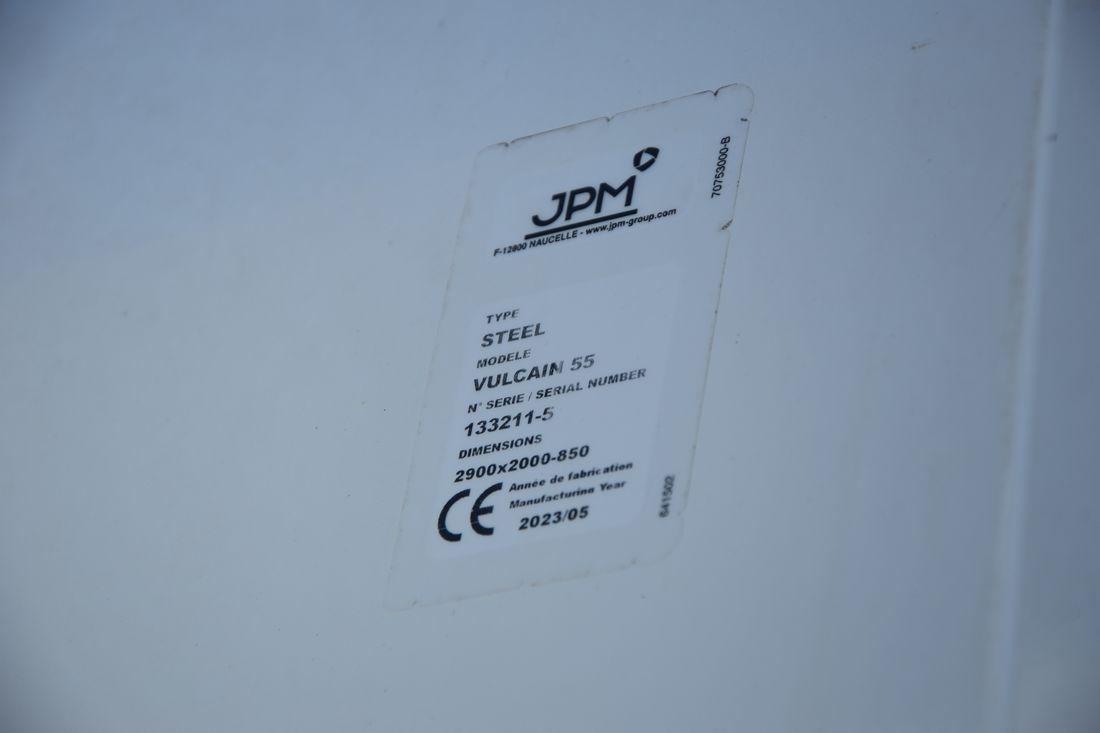 JPM
F-12800 NAUCELLE - www.jpm-group.com
70753000-B
TYPE
STEEL
MODELE
VULCAIN 55
N° SERIE / SERIAL NUMBER
133211-5
DIMENSIONS
2900x2000-850
CE
Année de fabrication
Manufacturing Year
2023/05
641502